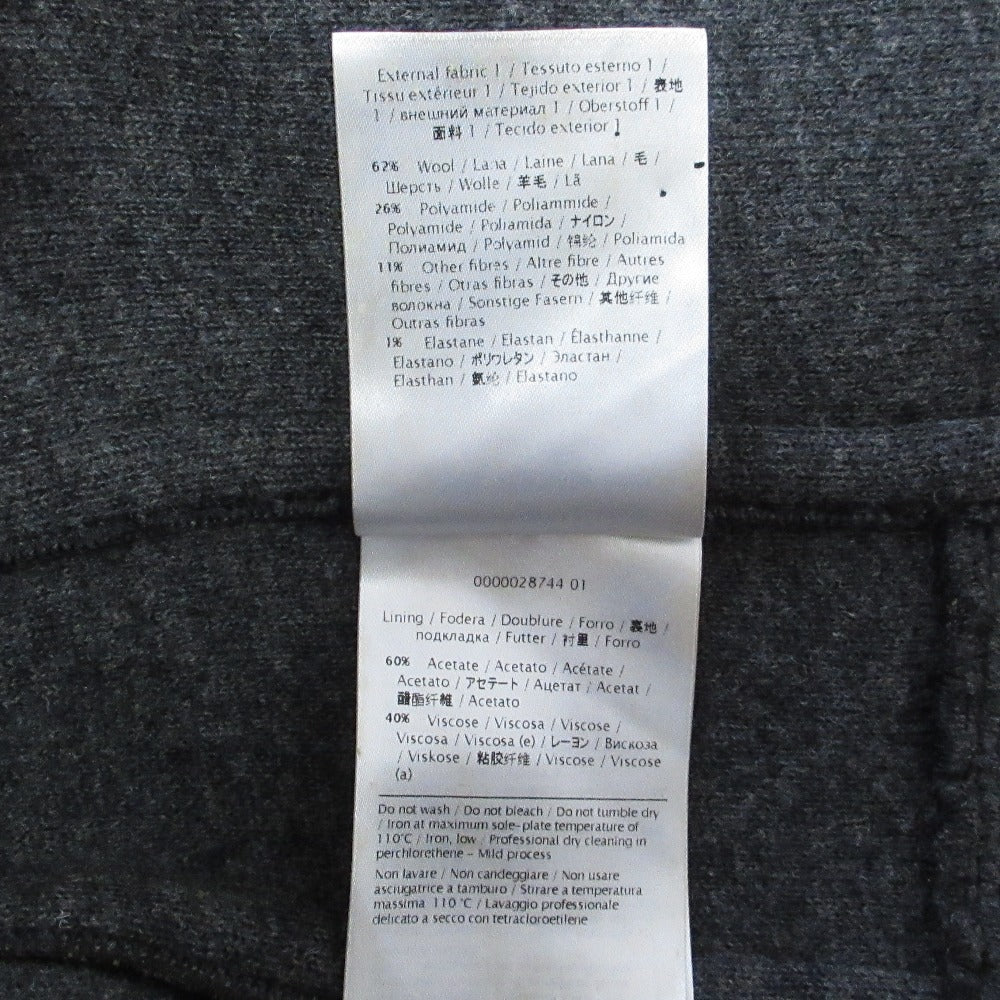 External fabric 1 / Tessuto esterno 1 /
Tissu extérieur 1 / Tejido exterior 1 / 表地
1 / внешний материал 1 / Oberstoff 1 /
面料 1 / Tecido exterior 1
62% Wool / Lana / Laine / Lana / 毛 /
Шерсть / Wolle / 羊毛 / Lã
26% Polyamide / Poliammide /
Polyamide / Poliamida / ナイロン /
Полиамид / Polyamid / 锦纶 / Poliamida
11% Other fibres / Altre fibre / Autres
fibres / Otras fibras / その他 / Другие
волокна / Sonstige Fasern / 其他纤维 /
Outras fibras
1% Elastane / Elastan / Élasthanne /
Elastano / ポリウレタン / Эластан /
Elasthan / 氨纶 / Elastano
0000028744 01
Lining / Fodera / Doublure / Forro / 裏地 /
подкладка / Futter / 衬里 / Forro
60% Acetate / Acetato / Acétate /
Acetato / アセテート / Ацетат / Acetat /
醋酯纤维 / Acetato
40% Viscose / Viscosa / Viscose /
Viscosa / Viscosa (e) / レーヨン / Вискоза
/ Viskose / 粘胶纤维 / Viscose / Viscose
(a)
Do not wash / Do not bleach / Do not tumble dry
/ Iron at maximum sole-plate temperature of
110°C / Iron, low / Professional dry cleaning in
perchlorethene - Mild process
Non lavare / Non candeggiare / Non usare
asciugatrice a tamburo / Stirare a temperatura
massima 110 °C / Lavaggio professionale
delicato a secco con tetracloroetilene